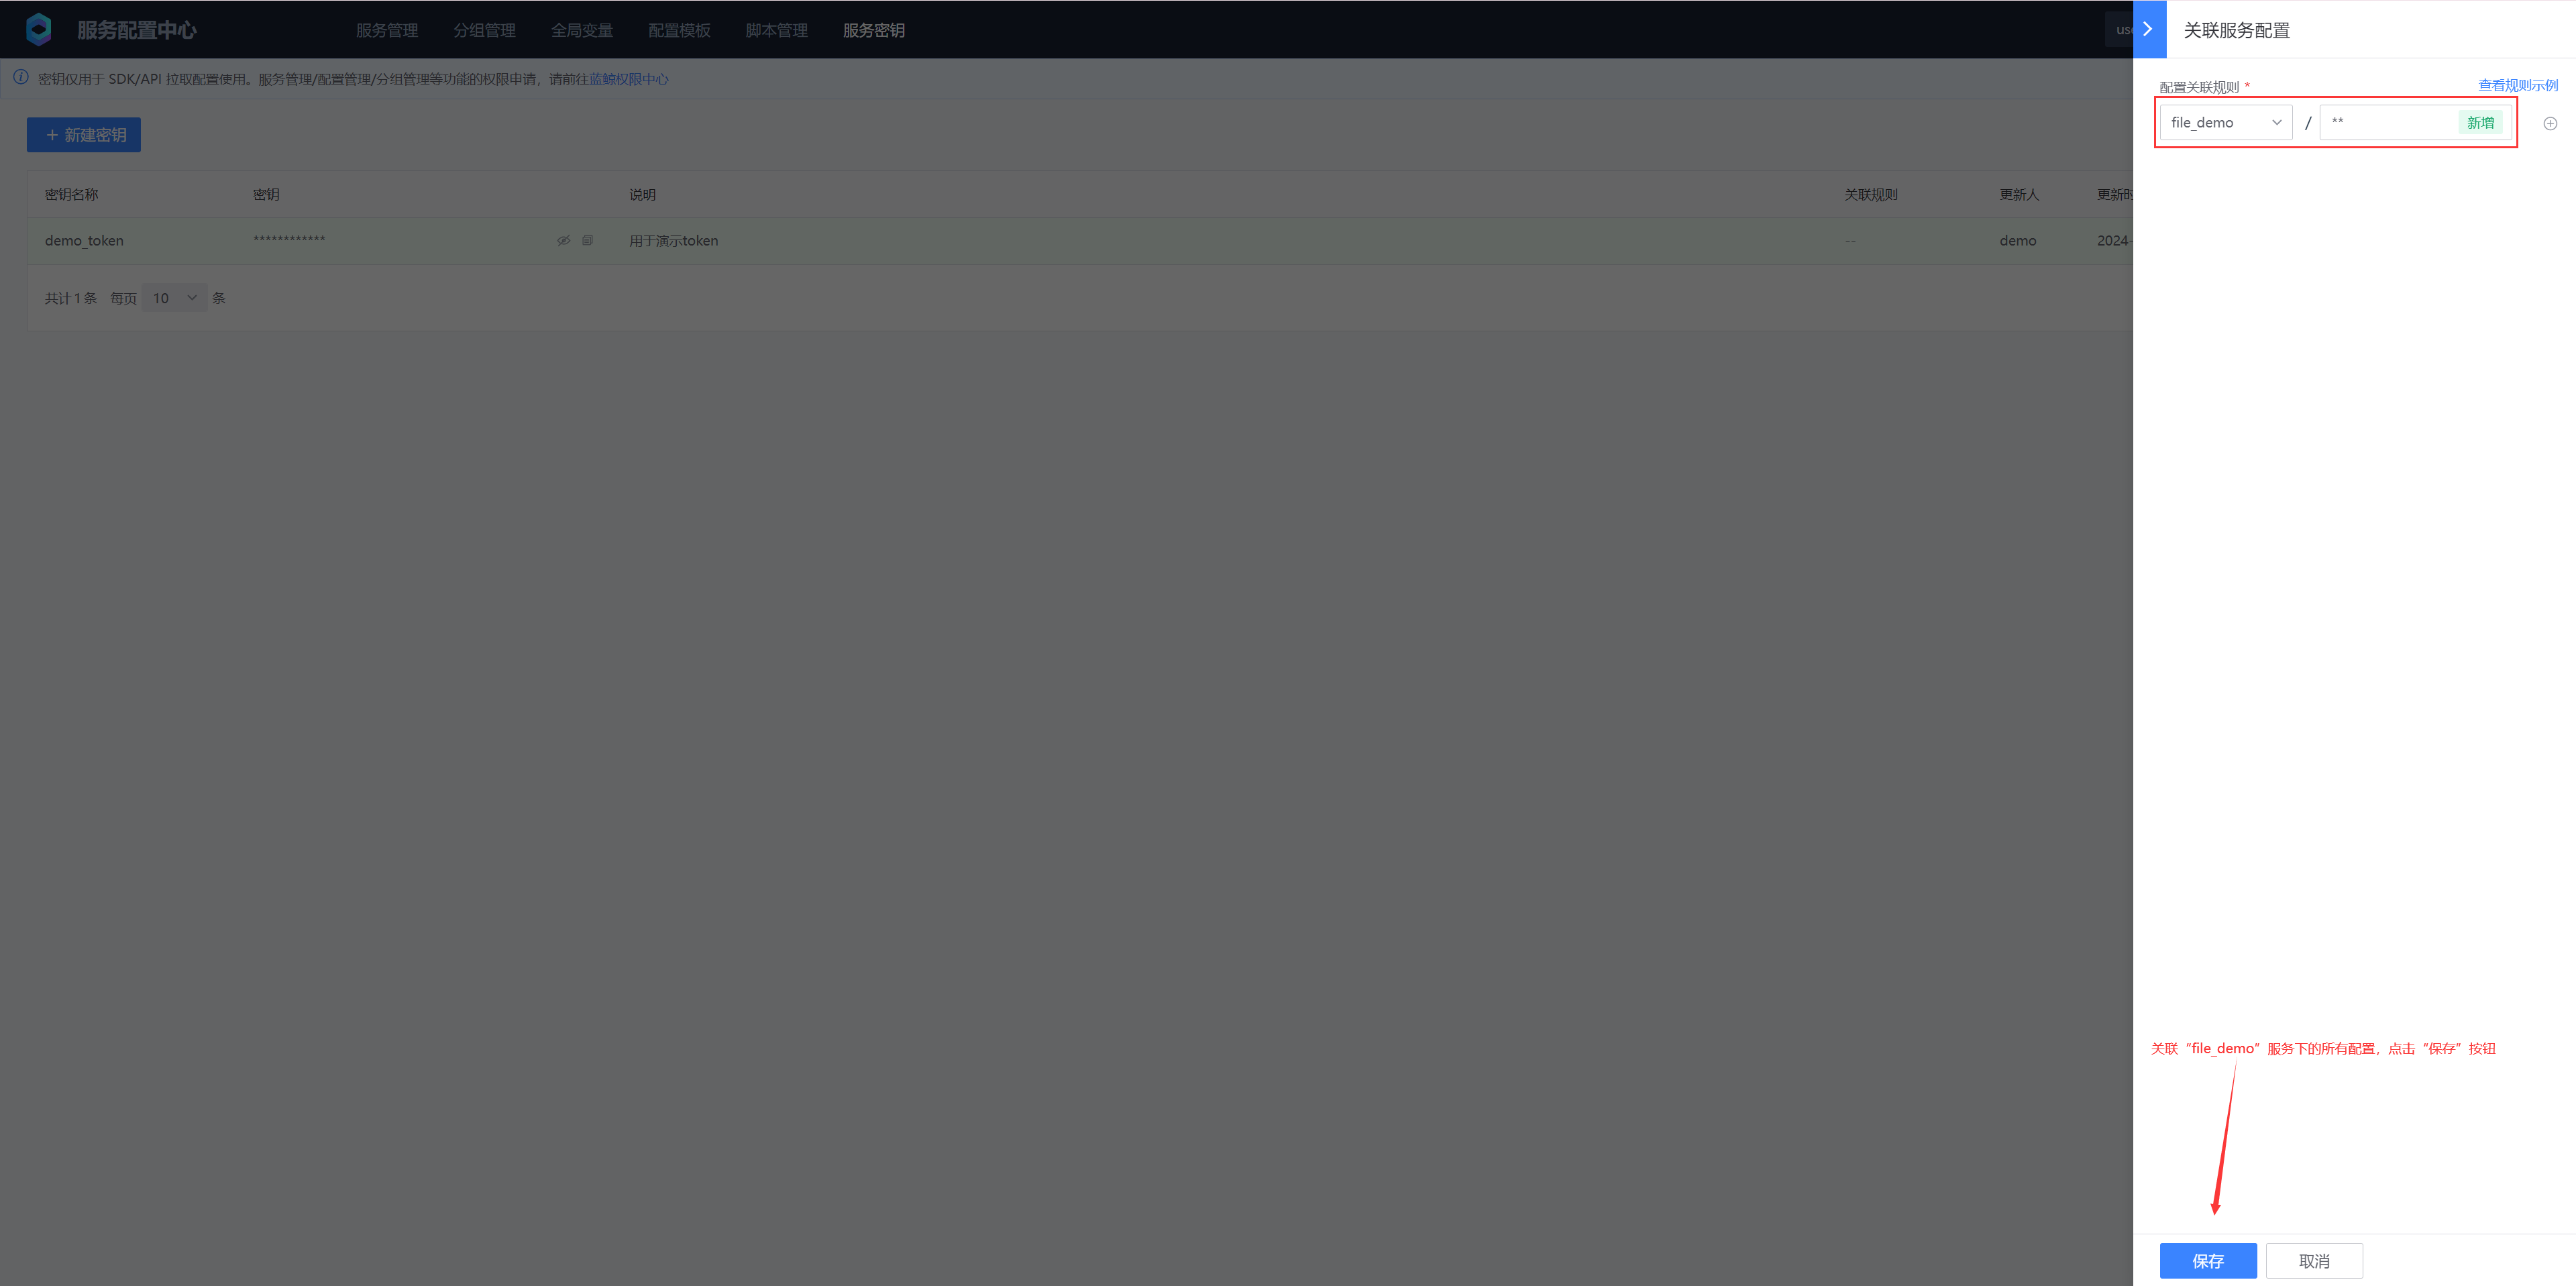 服务配置中心 服务管理 分组管理 全局变量 配置模板 脚本管理 服务密钥
密钥仅用于 SDK/API 拉取配置使用。服务管理/配置管理/分组管理等功能的权限申请，请前往蓝鲸权限中心
+ 新建密钥
密钥名称 密钥 说明 关联规则 更新人 更新时
demo_token ************ 用于演示token -- demo 2024-
共计 1 条 每页 10 条
关联服务配置
配置关联规则 * 查看规则示例
file_demo / ** 新增
关联“file_demo”服务下的所有配置，点击“保存”按钮
保存 取消